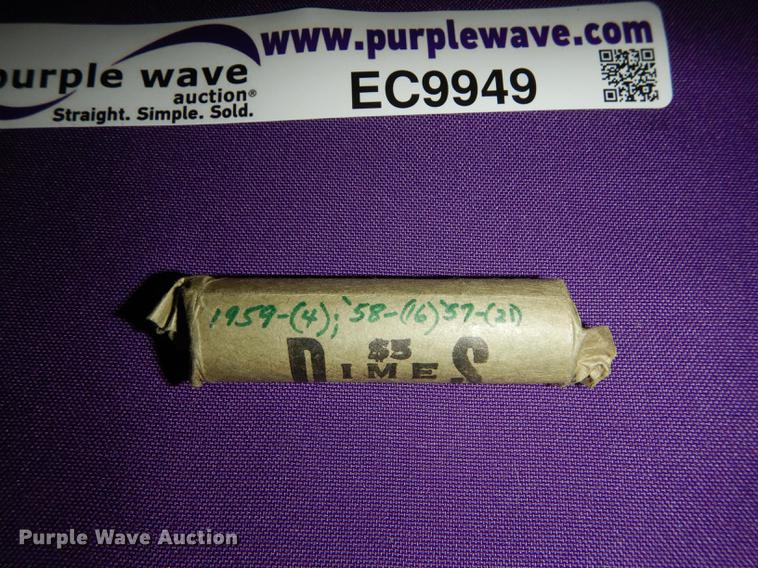 www.purplewave.com
purple wave
auction®
EC9949
Straight. Simple. Sold.
1959-(4); '58-(16) '57-(21)
$5
DIMES
Purple Wave Auction